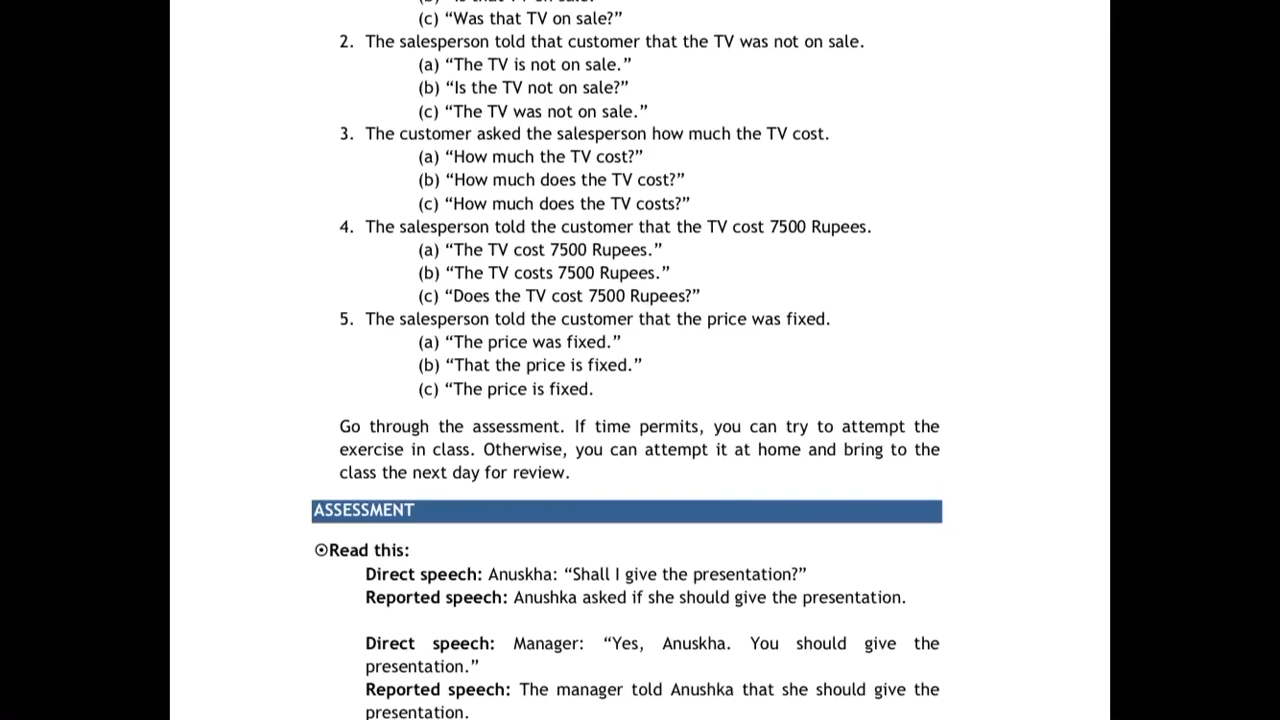 (c) “Was that TV on sale?”
2. The salesperson told that customer that the TV was not on sale.
(a) “The TV is not on sale.”
(b) “Is the TV not on sale?”
(c) “The TV was not on sale.”
3. The customer asked the salesperson how much the TV cost.
(a) “How much the TV cost?”
(b) “How much does the TV cost?”
(c) “How much does the TV costs?”
4. The salesperson told the customer that the TV cost 7500 Rupees.
(a) “The TV cost 7500 Rupees.”
(b) “The TV costs 7500 Rupees.”
(c) “Does the TV cost 7500 Rupees?”
5. The salesperson told the customer that the price was fixed.
(a) “The price was fixed.”
(b) “That the price is fixed.”
(c) “The price is fixed.
Go through the assessment. If time permits, you can try to attempt the
exercise in class. Otherwise, you can attempt it at home and bring to the
class the next day for review.
ASSESSMENT
Read this:
Direct speech: Anuskha: “Shall I give the presentation?”
Reported speech: Anushka asked if she should give the presentation.
Direct speech: Manager: “Yes, Anuskha. You should give the
presentation.”
Reported speech: The manager told Anushka that she should give the
presentation.